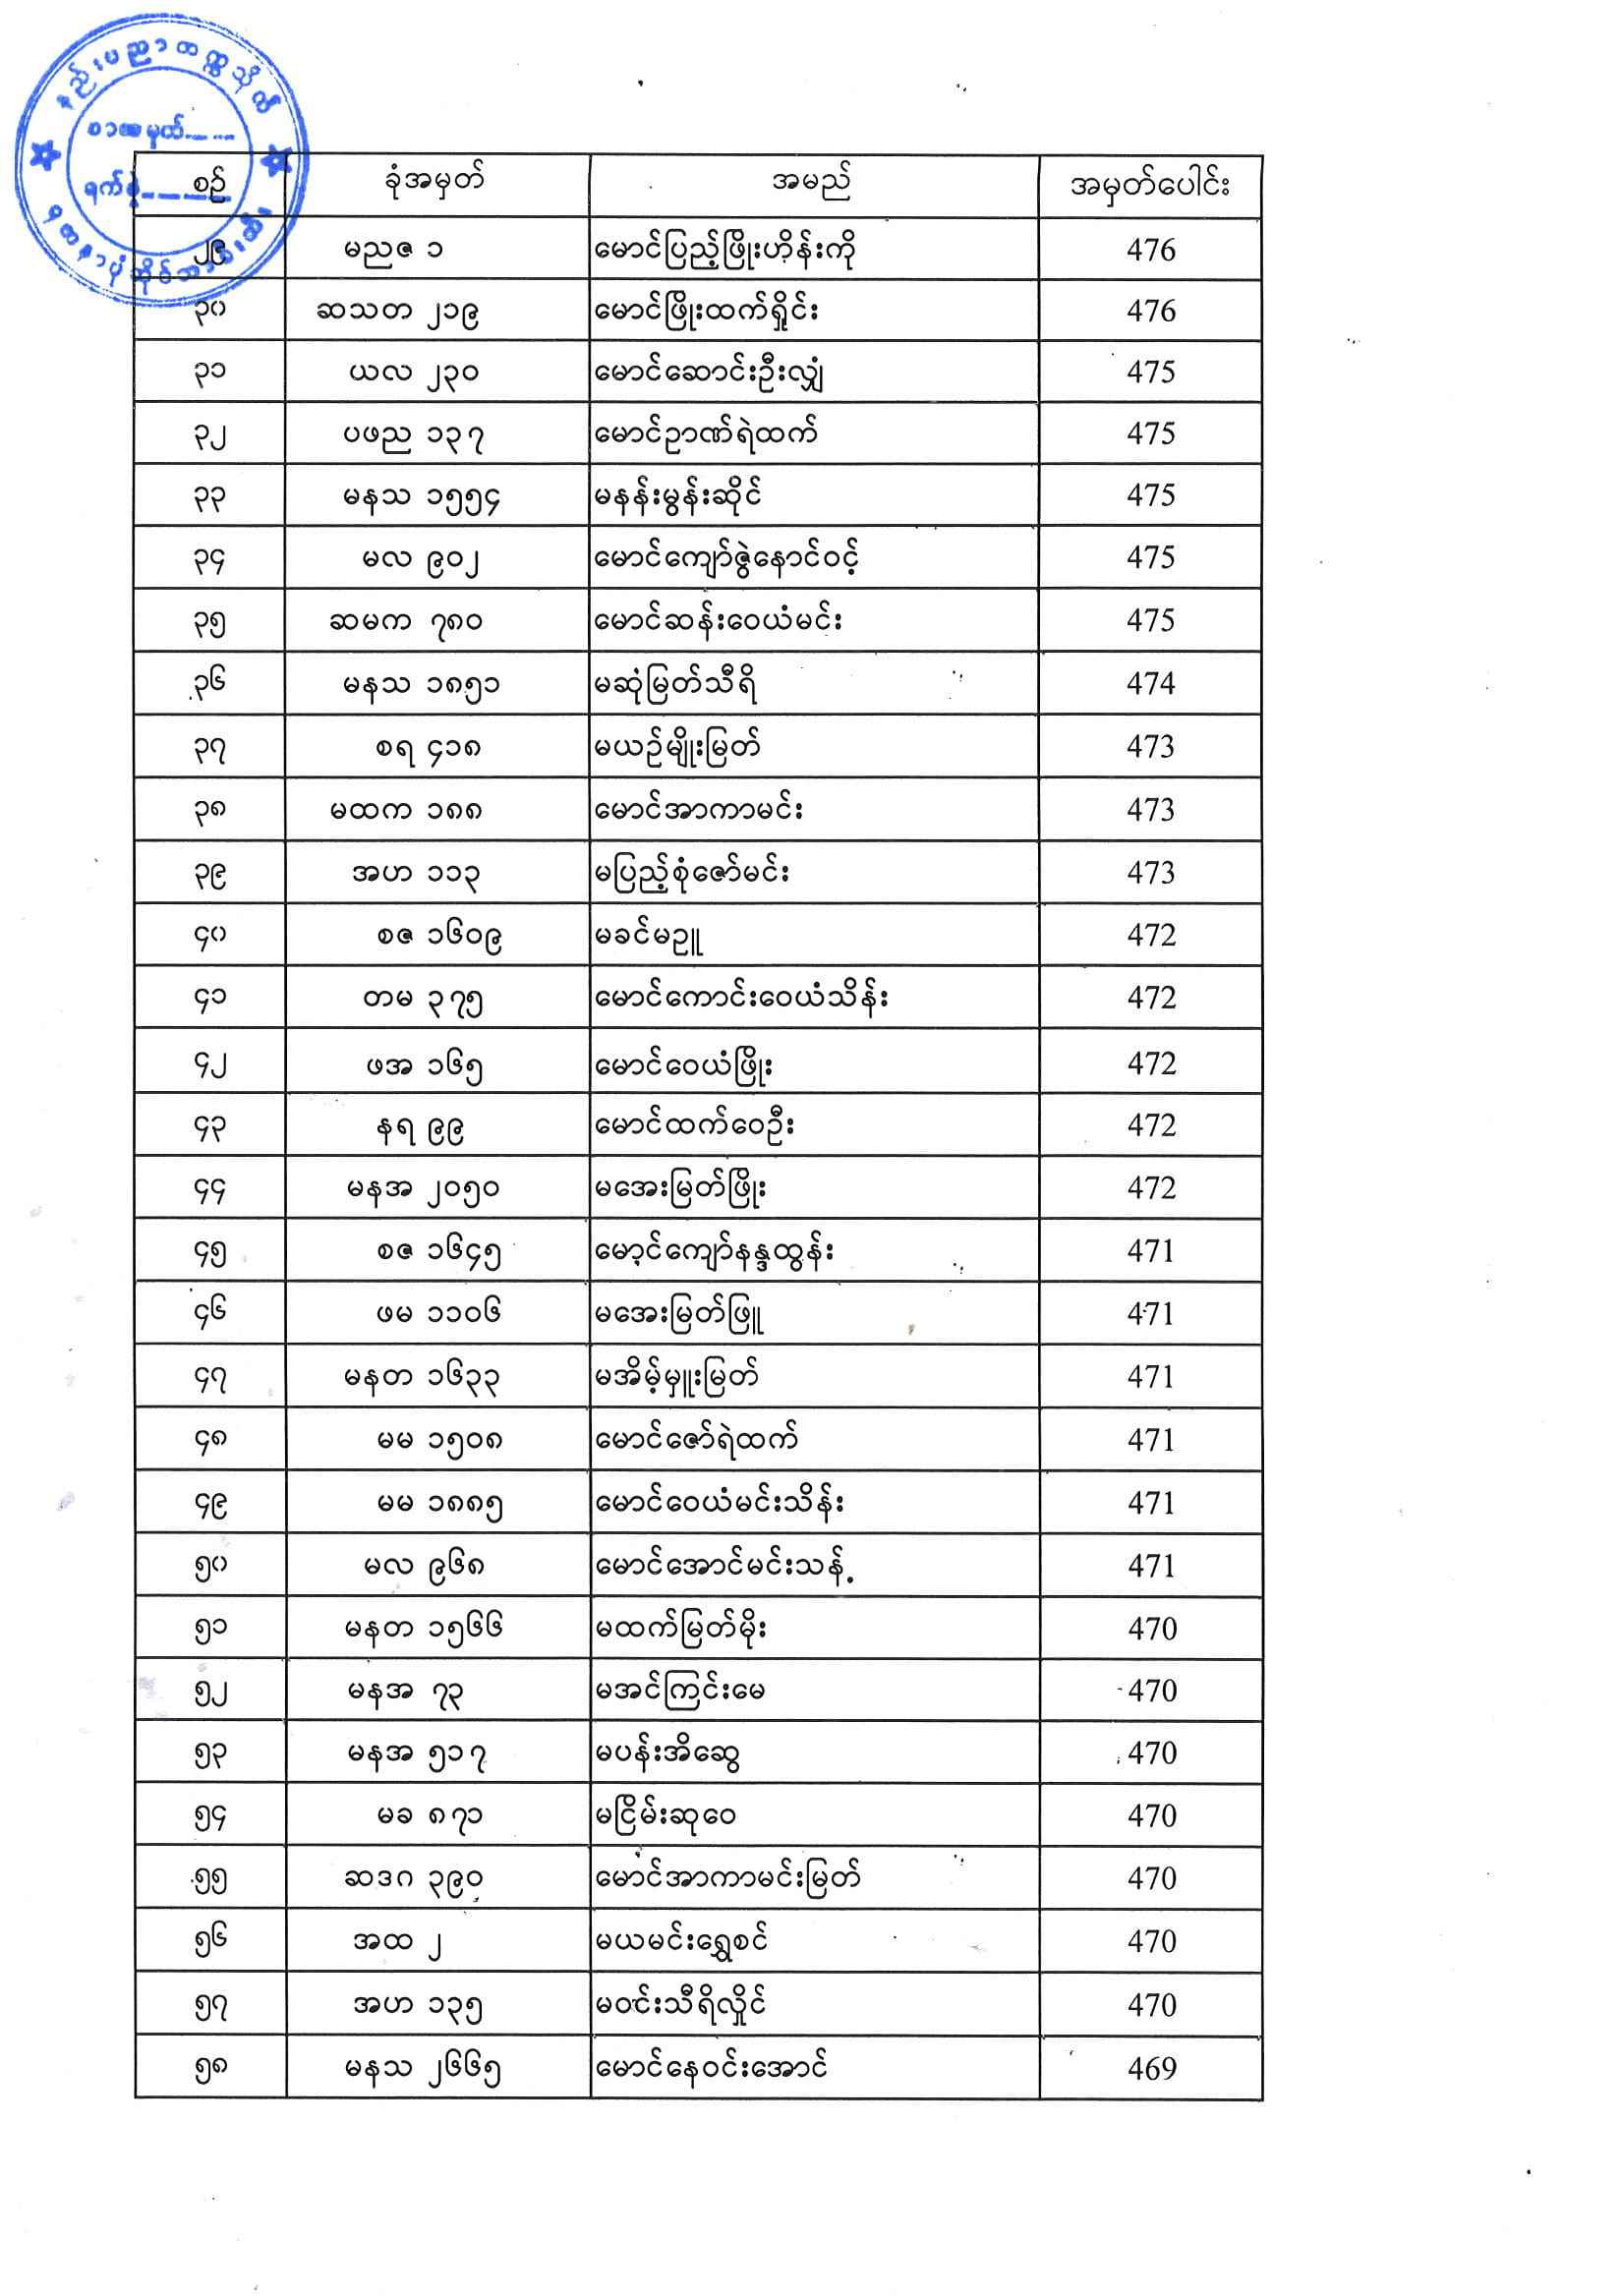 နည်းပညာတက္ကသိုလ်
စာအမှတ်
ရက်စွဲ
စဉ် ခုံအမှတ် အမည် အမှတ်ပေါင်း
၂၉ မညဇ ၁ မောင်ပြည့်ဖြိုးဟိန်းကို 476
၃၀ ဆသတ ၂၁၉ မောင်ဖြိုးထက်ရှိုင်း 476
၃၁ ယလ ၂၃၀ မောင်ဆောင်းဦးလျှံ 475
၃၂ ပဖည ၁၃၇ မောင်ဉာဏ်ရဲထက် 475
၃၃ မနသ ၁၅၅၄ မနန်းမွန်းဆိုင် 475
၃၄ မလ ၉၀၂ မောင်ကျော်ဇွဲနောင်ဝင့် 475
၃၅ ဆမက ၇၈၀ မောင်ဆန်းဝေယံမင်း 475
၃၆ မနသ ၁၈၅၁ မဆုံမြတ်သီရိ 474
၃၇ စရ ၄၁၈ မယဉ်မျိုးမြတ် 473
၃၈ မထက ၁၈၈ မောင်အာကာမင်း 473
၃၉ အဟ ၁၁၃ မပြည့်စုံဇော်မင်း 473
၄၀ စဇ ၁၆၀၉ မခင်မဥူ 472
၄၁ တမ ၃၇၅ မောင်ကောင်းဝေယံသိန်း 472
၄၂ ဖအ ၁၆၅ မောင်ဝေယံဖြိုး 472
၄၃ နရ ၉၉ မောင်ထက်ဝေဦး 472
၄၄ မနအ ၂၀၅၀ မအေးမြတ်ဖြိုး 472
၄၅ စဇ ၁၆၄၅ မောင်ကျော်နန္ဒထွန်း 471
၄၆ ဖမ ၁၁၀၆ မအေးမြတ်ဖြူ 471
၄၇ မနတ ၁၆၃၃ မအိမ့်မှူးမြတ် 471
၄၈ မမ ၁၅၀၈ မောင်ဇော်ရဲထက် 471
၄၉ မမ ၁၈၈၅ မောင်ဝေယံမင်းသိန်း 471
၅၀ မလ ၉၆၈ မောင်အောင်မင်းသန့် 471
၅၁ မနတ ၁၅၆၆ မထက်မြတ်မိုး 470
၅၂ မနအ ၇၃ မအင်ကြင်းမေ 470
၅၃ မနအ ၅၁၇ မပန်းအိဆွေ 470
၅၄ မခ ၈၇၁ မငြိမ်းဆုဝေ 470
၅၅ ဆဒဂ ၃၉၀ မောင်အာကာမင်းမြတ် 470
၅၆ အထ ၂ မယမင်းရွှေစင် 470
၅၇ အဟ ၁၃၅ မဝင်းသီရိလှိုင် 470
၅၈ မနသ ၂၆၆၅ မောင်နေဝင်းအောင် 469